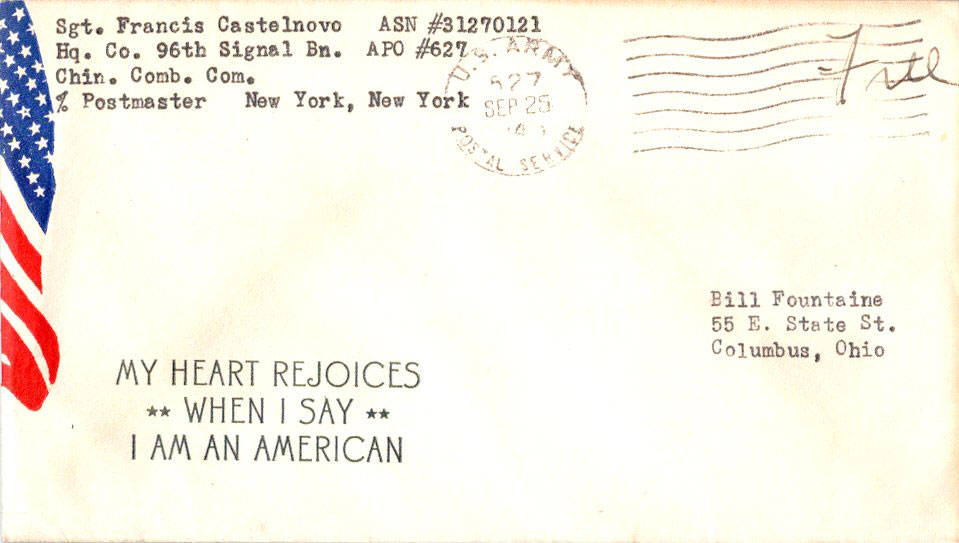 Sgt. Francis Castelnovo ASN #31270121
Hq. Co. 96th Signal Bn. APO #627
Chin. Comb. Com.
% Postmaster New York, New York
U.S. ARMY
627
SEP 25
POSTAL SERVICE
Free
Bill Fountaine
55 E. State St.
Columbus, Ohio
MY HEART REJOICES
** WHEN I SAY **
I AM AN AMERICAN